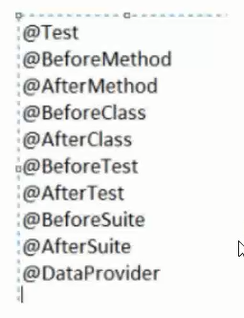 @Test
@BeforeMethod
@AfterMethod
@BeforeClass
@AfterClass
@BeforeTest
@AfterTest
@BeforeSuite
@AfterSuite
@DataProvider